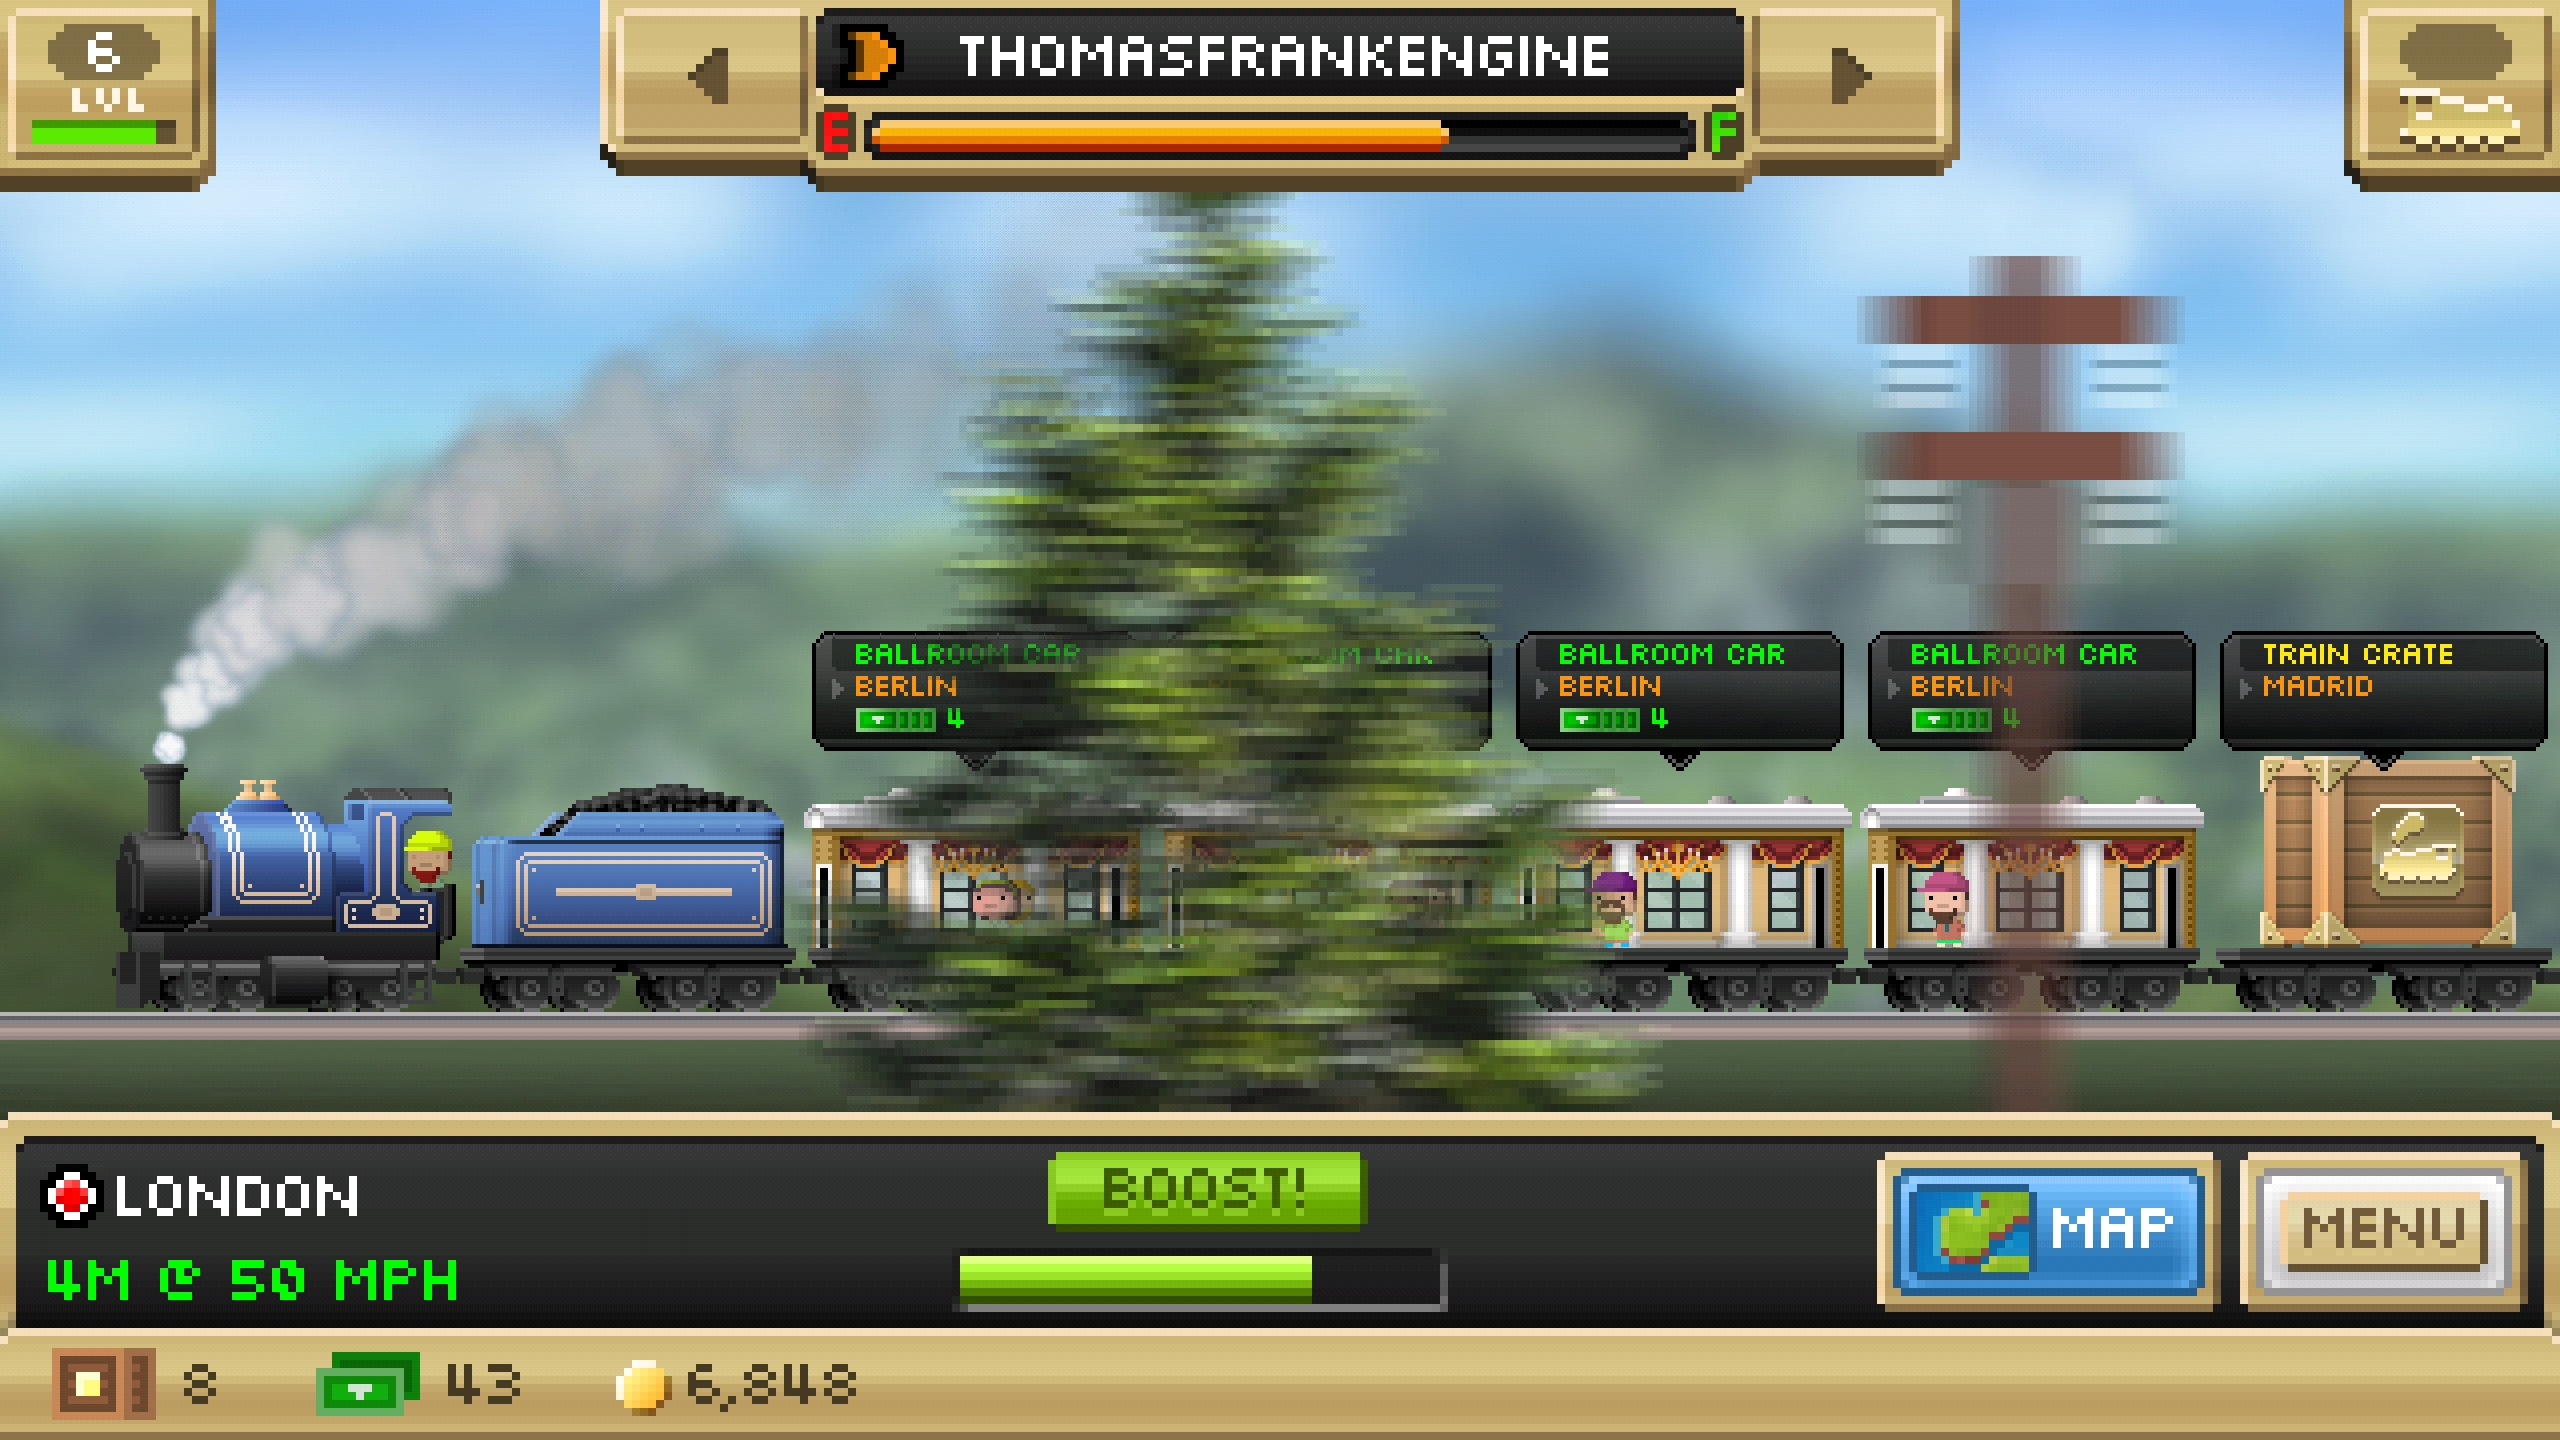 6
LVL
THOMASFRANKENGINE
E F
BALLROOM CAR
BERLIN
4
BALLROOM CAR
BERLIN
4
BALLROOM CAR
BERLIN
4
TRAIN CRATE
MADRID
LONDON
4M @ 50 MPH
BOOST!
MAP
MENU
8 43 6,848